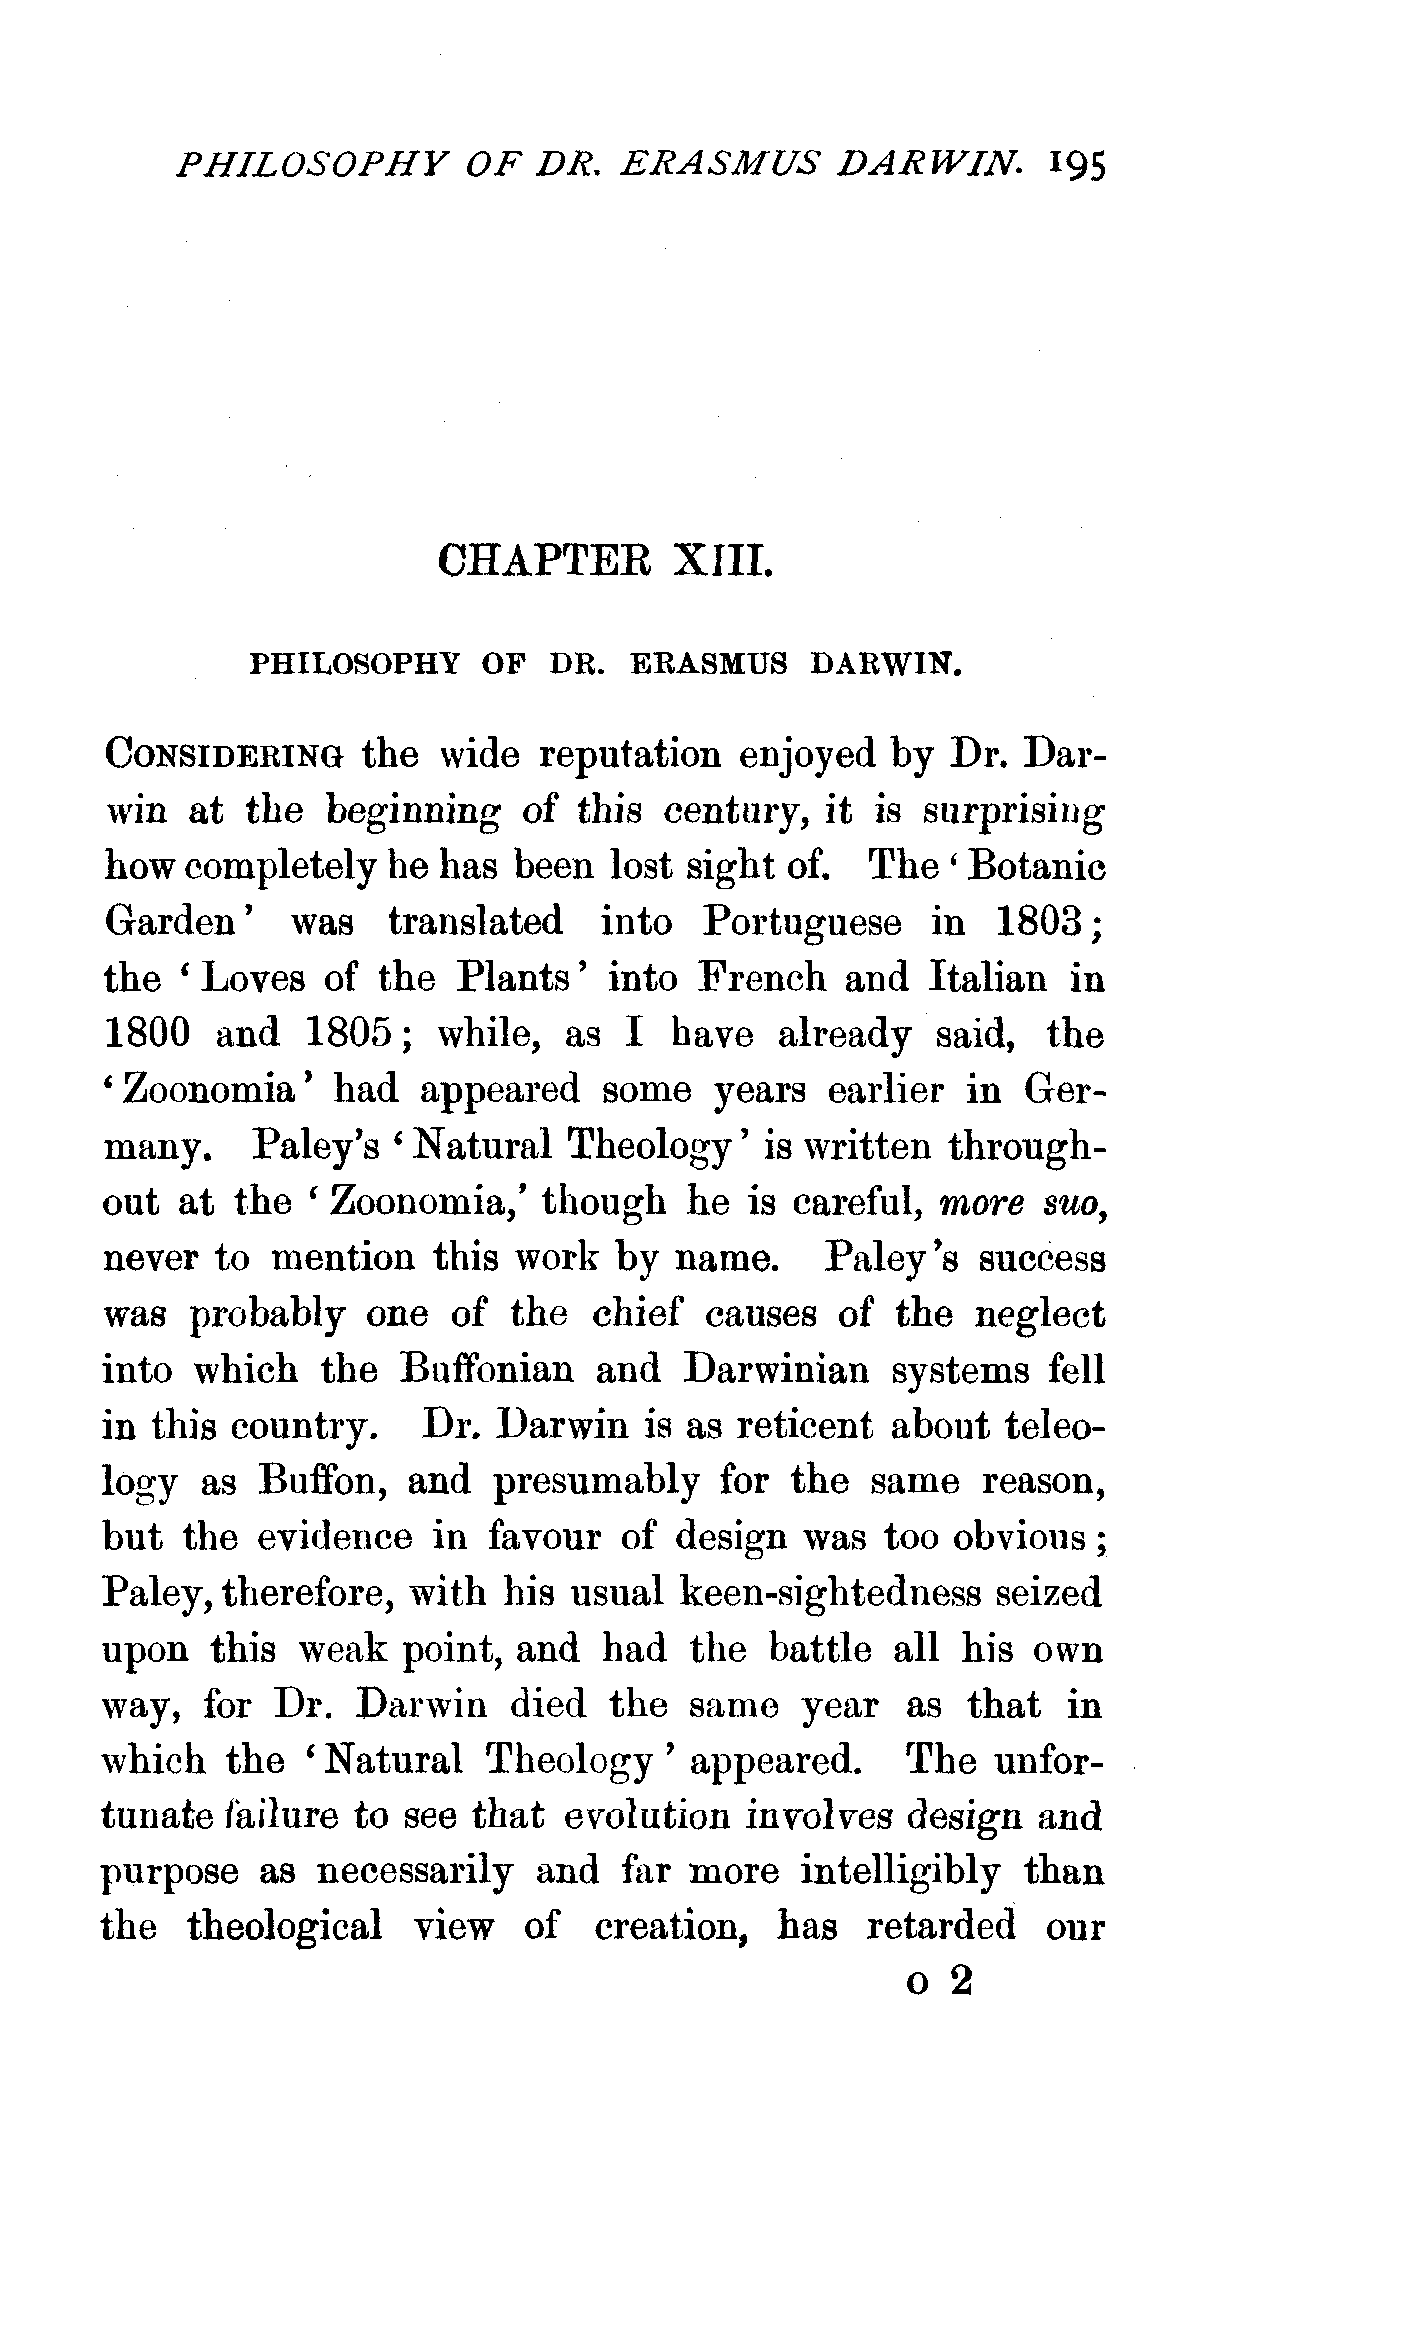 PHILOSOPHY OF DR. ERASMUS DARWIN. 195
CHAPTER XIII.
PHILOSOPHY OF DR. ERASMUS DARWIN.
CONSIDERING the wide reputation enjoyed by Dr. Dar-
win at the beginning of this century, it is surprising
how completely he has been lost sight of. The ‘Botanic
Garden’ was translated into Portuguese in 1803;
the ‘Loves of the Plants’ into French and Italian in
1800 and 1805; while, as I have already said, the
‘Zoonomia’ had appeared some years earlier in Ger-
many. Paley's ‘Natural Theology’ is written through-
out at the ‘Zoonomia,’ though he is careful, more suo,
never to mention this work by name. Paley's success
was probably one of the chief causes of the neglect
into which the Buffonian and Darwinian systems fell
in this country. Dr. Darwin is as reticent about teleo-
logy as Buffon, and presumably for the same reason,
but the evidence in favour of design was too obvious;
Paley, therefore, with his usual keen-sightedness seized
upon this weak point, and had the battle all his own
way, for Dr. Darwin died the same year as that in
which the ‘Natural Theology’ appeared. The unfor-
tunate failure to see that evolution involves design and
purpose as necessarily and far more intelligibly than
the theological view of creation, has retarded our
o 2